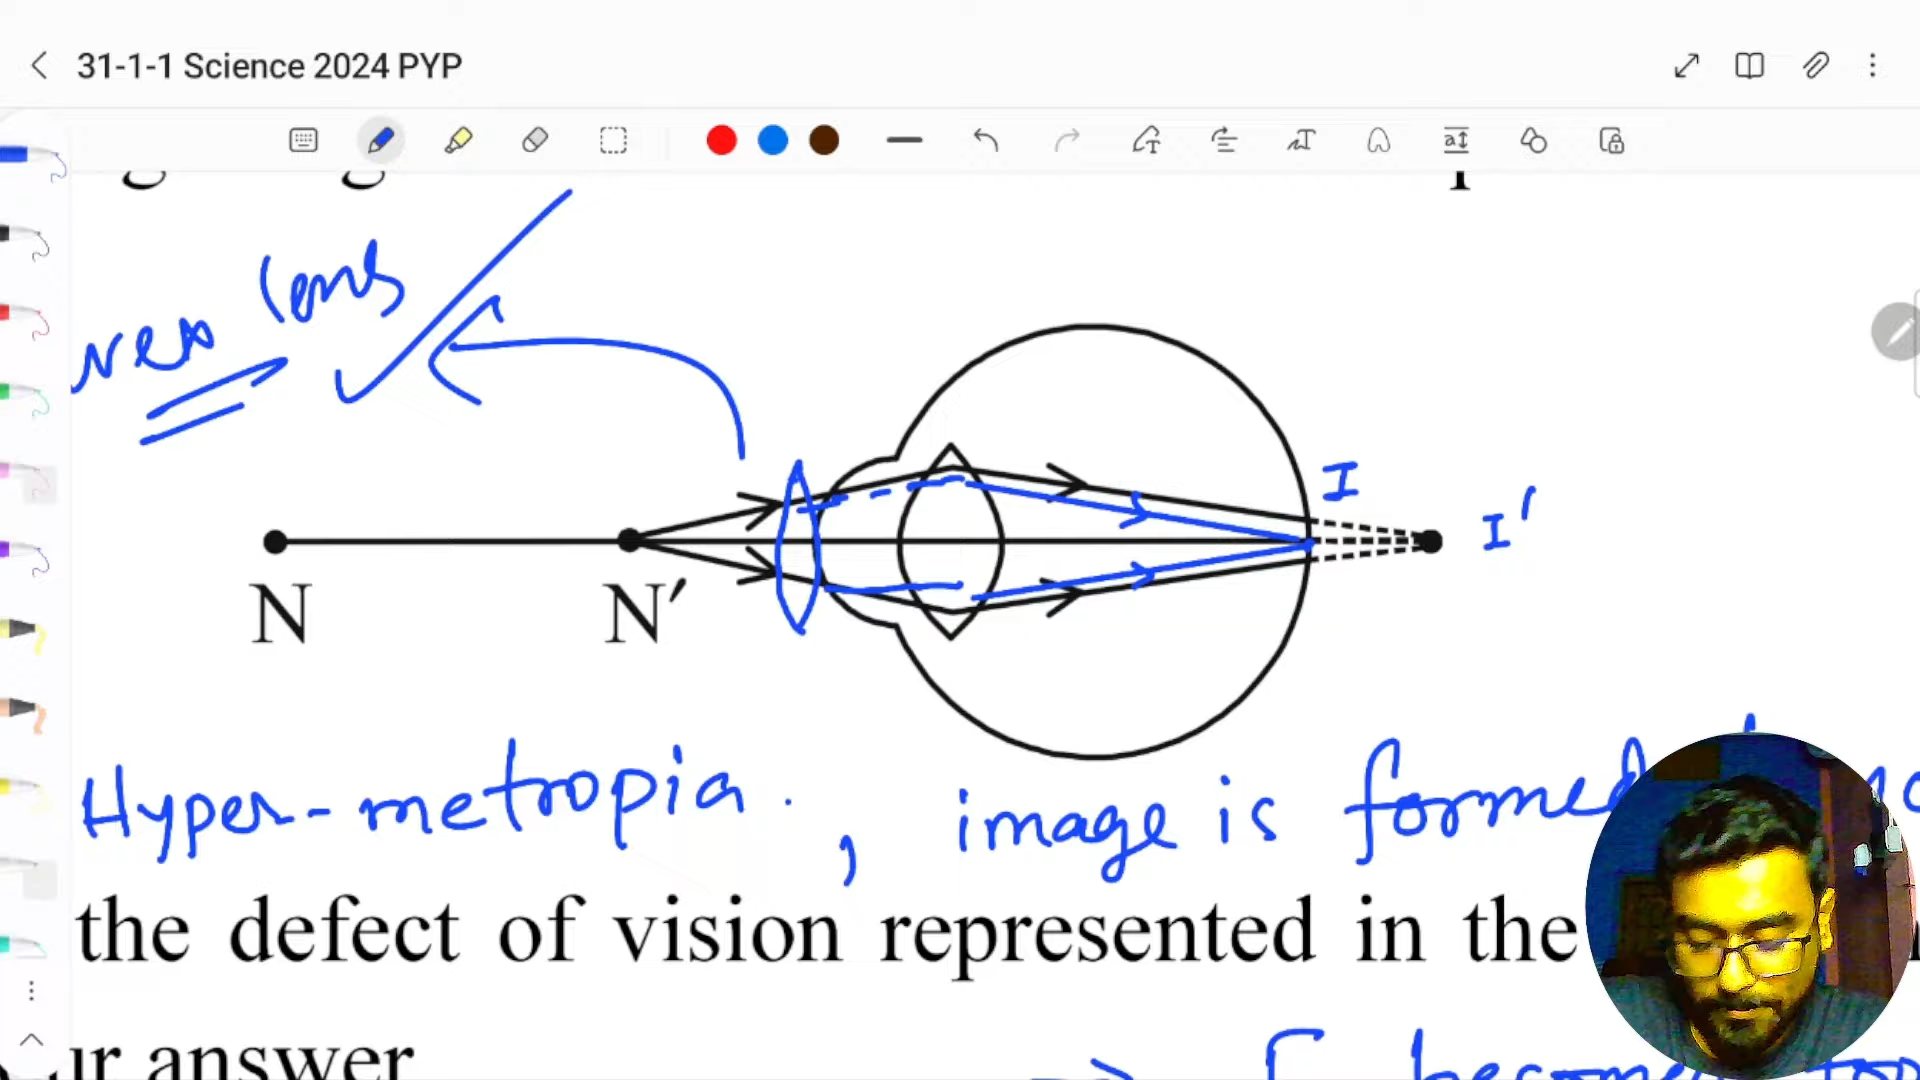 31-1-1 Science 2024 PYP
vex lens
I
I'
N
N′
Hyper-metropia. , image is formed
the defect of vision represented in the
ur answer